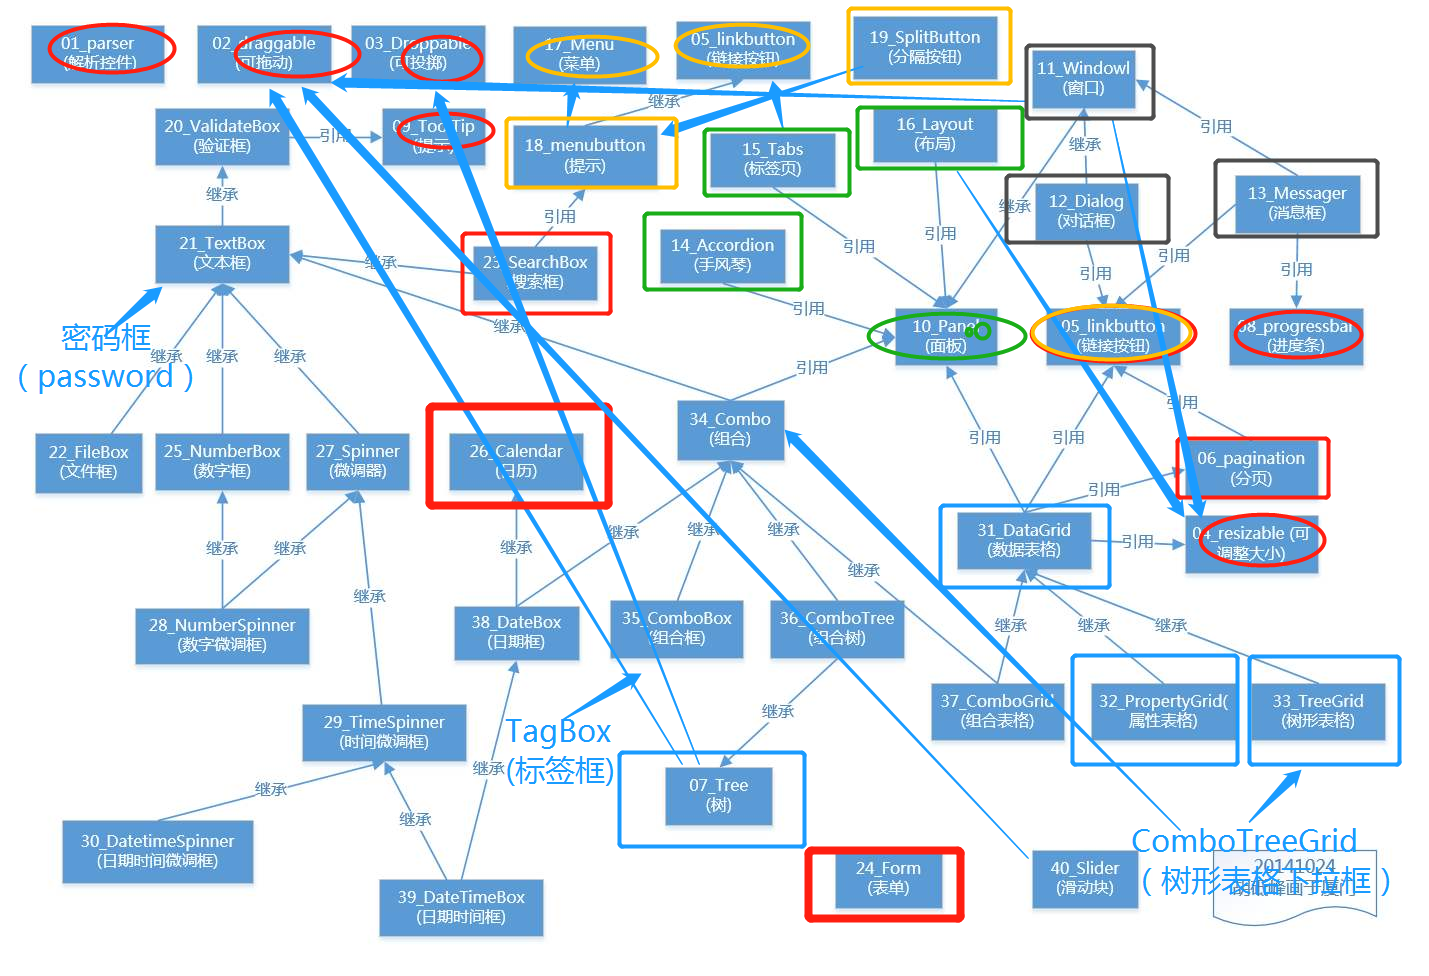 01_parser
(解析控件)
02_draggable
(可拖动)
03_Droppable
(可投掷)
17_Menu
(菜单)
05_linkbutton
(链接按钮)
19_SplitButton
(分隔按钮)
11_Windowl
(窗口)
继承
20_ValidateBox
(验证框)
引用
09_ToolTip
(提示)
18_menubutton
(提示)
15_Tabs
(标签页)
16_Layout
(布局)
引用
继承
继承
引用
12_Dialog
(对话框)
13_Messager
(消息框)
继承
引用
引用
引用
21_TextBox
(文本框)
继承
23_SearchBox
(搜索框)
14_Accordion
(手风琴)
引用
引用
引用
密码框
(password)
继承
引用
10_Panel
(面板)
05_linkbutton
(链接按钮)
08_progressbar
(进度条)
继承
继承
继承
引用
34_Combo
(组合)
引用
22_FileBox
(文件框)
25_NumberBox
(数字框)
27_Spinner
(微调器)
26_Calendar
(日历)
引用
引用
06_pagination
(分页)
引用
继承
继承
继承
继承
继承
继承
继承
31_DataGrid
(数据表格)
引用
04_resizable (可
调整大小)
继承
继承
28_NumberSpinner
(数字微调框)
38_DateBox
(日期框)
35_ComboBox
(组合框)
36_ComboTree
(组合树)
继承
继承
继承
29_TimeSpinner
(时间微调框)
TagBox
(标签框)
继承
37_ComboGrid
(组合表格)
32_PropertyGrid(
属性表格)
33_TreeGrid
(树形表格)
继承
继承
07_Tree
(树)
继承
30_DatetimeSpinner
(日期时间微调框)
24_Form
(表单)
40_Slider
(滑动块)
ComboTreeGrid
(树形表格下拉框)
20141024
39_DateTimeBox
(日期时间框)